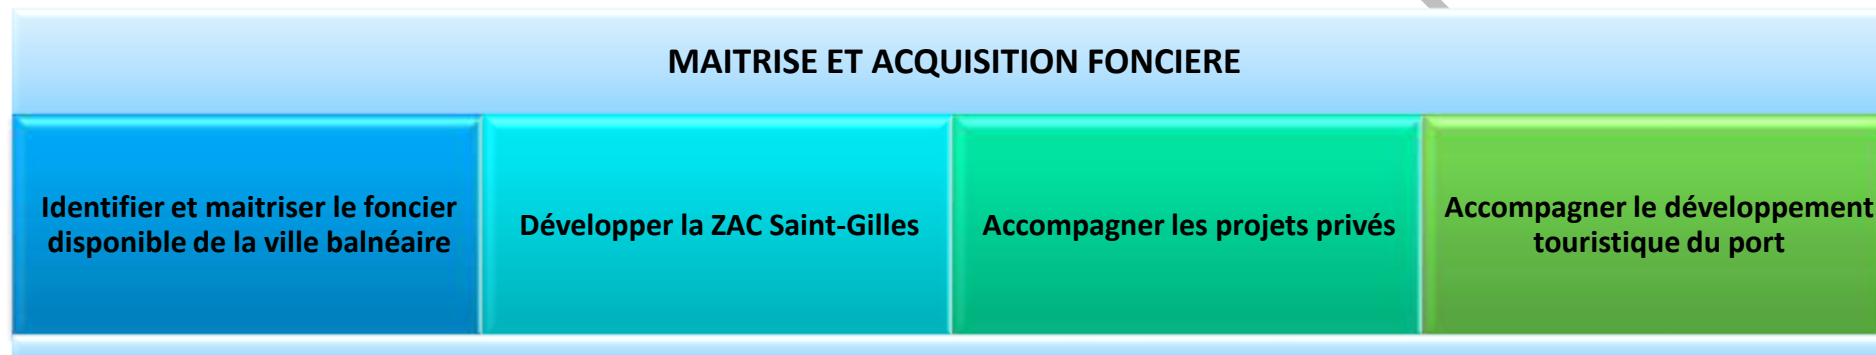 MAITRISE ET ACQUISITION FONCIERE
Identifier et maitriser le foncier
disponible de la ville balnéaire
Développer la ZAC Saint-Gilles
Accompagner les projets privés
Accompagner le développement
touristique du port